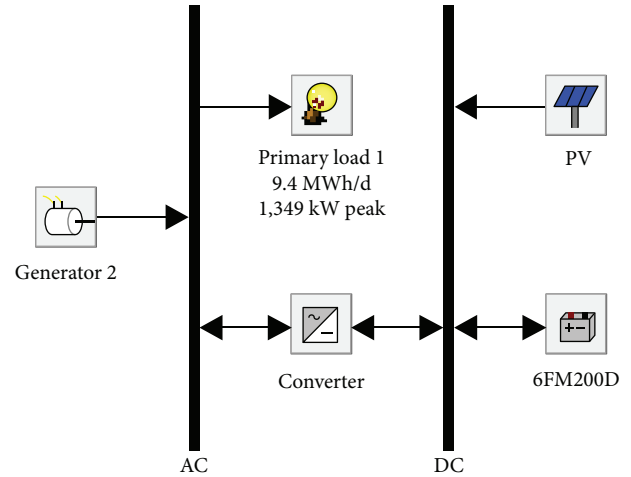 Primary load 1
9.4 MWh/d
1,349 kW peak
PV
Generator 2
Converter
6FM200D
AC
DC